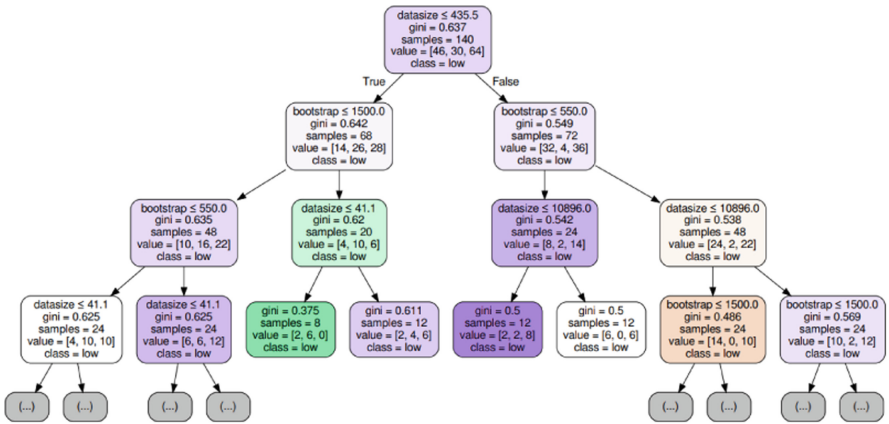 datasize ≤ 435.5
gini = 0.637
samples = 140
value = [46, 30, 64]
class = low
True
False
bootstrap ≤ 1500.0
gini = 0.642
samples = 68
value = [14, 26, 28]
class = low
bootstrap ≤ 550.0
gini = 0.549
samples = 72
value = [32, 4, 36]
class = low
bootstrap ≤ 550.0
gini = 0.635
samples = 48
value = [10, 16, 22]
class = low
datasize ≤ 41.1
gini = 0.62
samples = 20
value = [4, 10, 6]
class = low
datasize ≤ 10896.0
gini = 0.542
samples = 24
value = [8, 2, 14]
class = low
datasize ≤ 10896.0
gini = 0.538
samples = 48
value = [24, 2, 22]
class = low
datasize ≤ 41.1
gini = 0.625
samples = 24
value = [4, 10, 10]
class = low
datasize ≤ 41.1
gini = 0.625
samples = 24
value = [6, 6, 12]
class = low
gini = 0.375
samples = 8
value = [2, 6, 0]
class = low
gini = 0.611
samples = 12
value = [2, 4, 6]
class = low
gini = 0.5
samples = 12
value = [2, 2, 8]
class = low
gini = 0.5
samples = 12
value = [6, 0, 6]
class = low
bootstrap ≤ 1500.0
gini = 0.486
samples = 24
value = [14, 0, 10]
class = low
bootstrap ≤ 1500.0
gini = 0.569
samples = 24
value = [10, 2, 12]
class = low
(...)
(...)
(...)
(...)
(...)
(...)
(...)
(...)